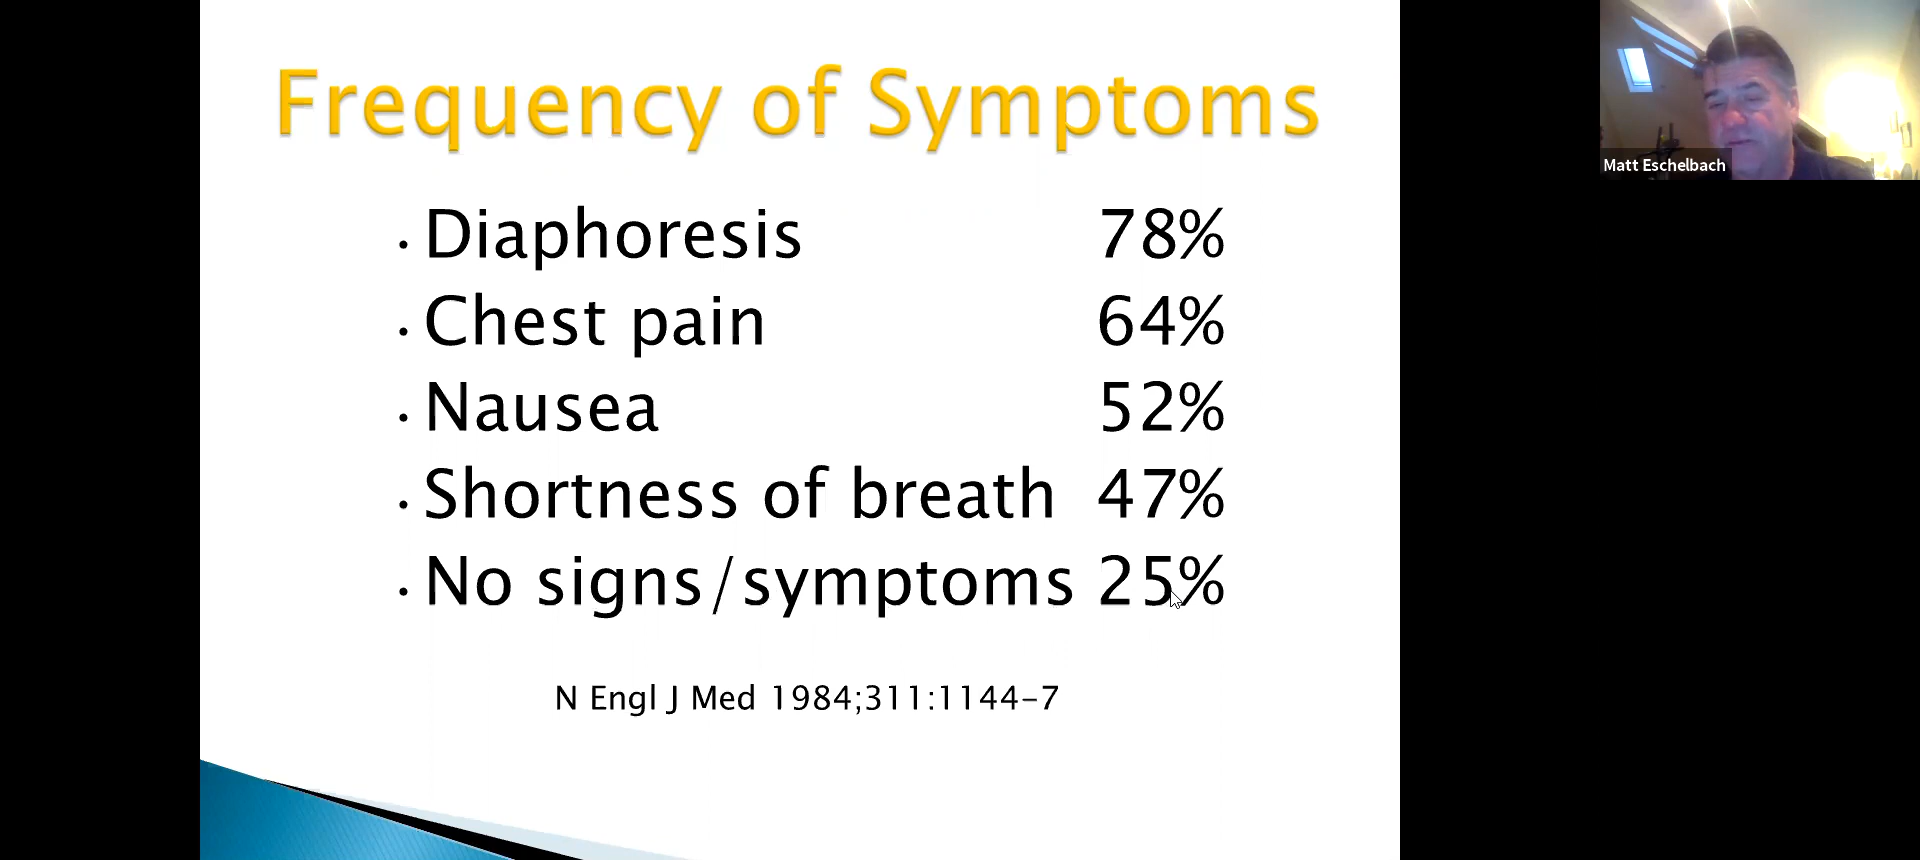 Frequency of Symptoms
• Diaphoresis 78%
• Chest pain 64%
• Nausea 52%
• Shortness of breath 47%
• No signs/symptoms 25%
N Engl J Med 1984;311:1144-7
Matt Eschelbach